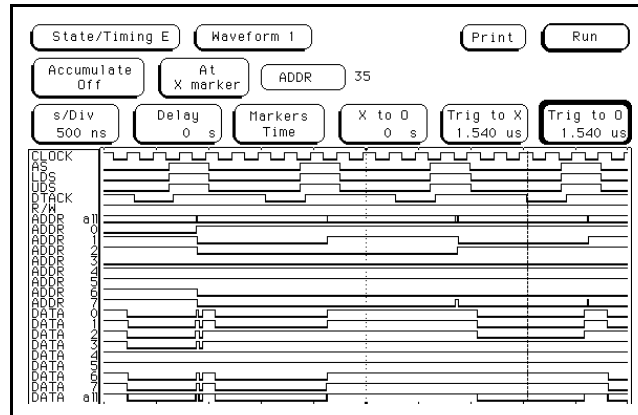 State/Timing E Waveform 1 Print Run
Accumulate Off At X marker ADDR 35
s/Div 500 ns Delay 0 s Markers Time X to O 0 s Trig to X 1.540 us Trig to O 1.540 us
CLOCK
AS
LDS
UDS
DTACK
R/W
ADDR all
ADDR 0
ADDR 1
ADDR 2
ADDR 3
ADDR 4
ADDR 5
ADDR 6
ADDR 7
DATA 0
DATA 1
DATA 2
DATA 3
DATA 4
DATA 5
DATA 6
DATA 7
DATA all